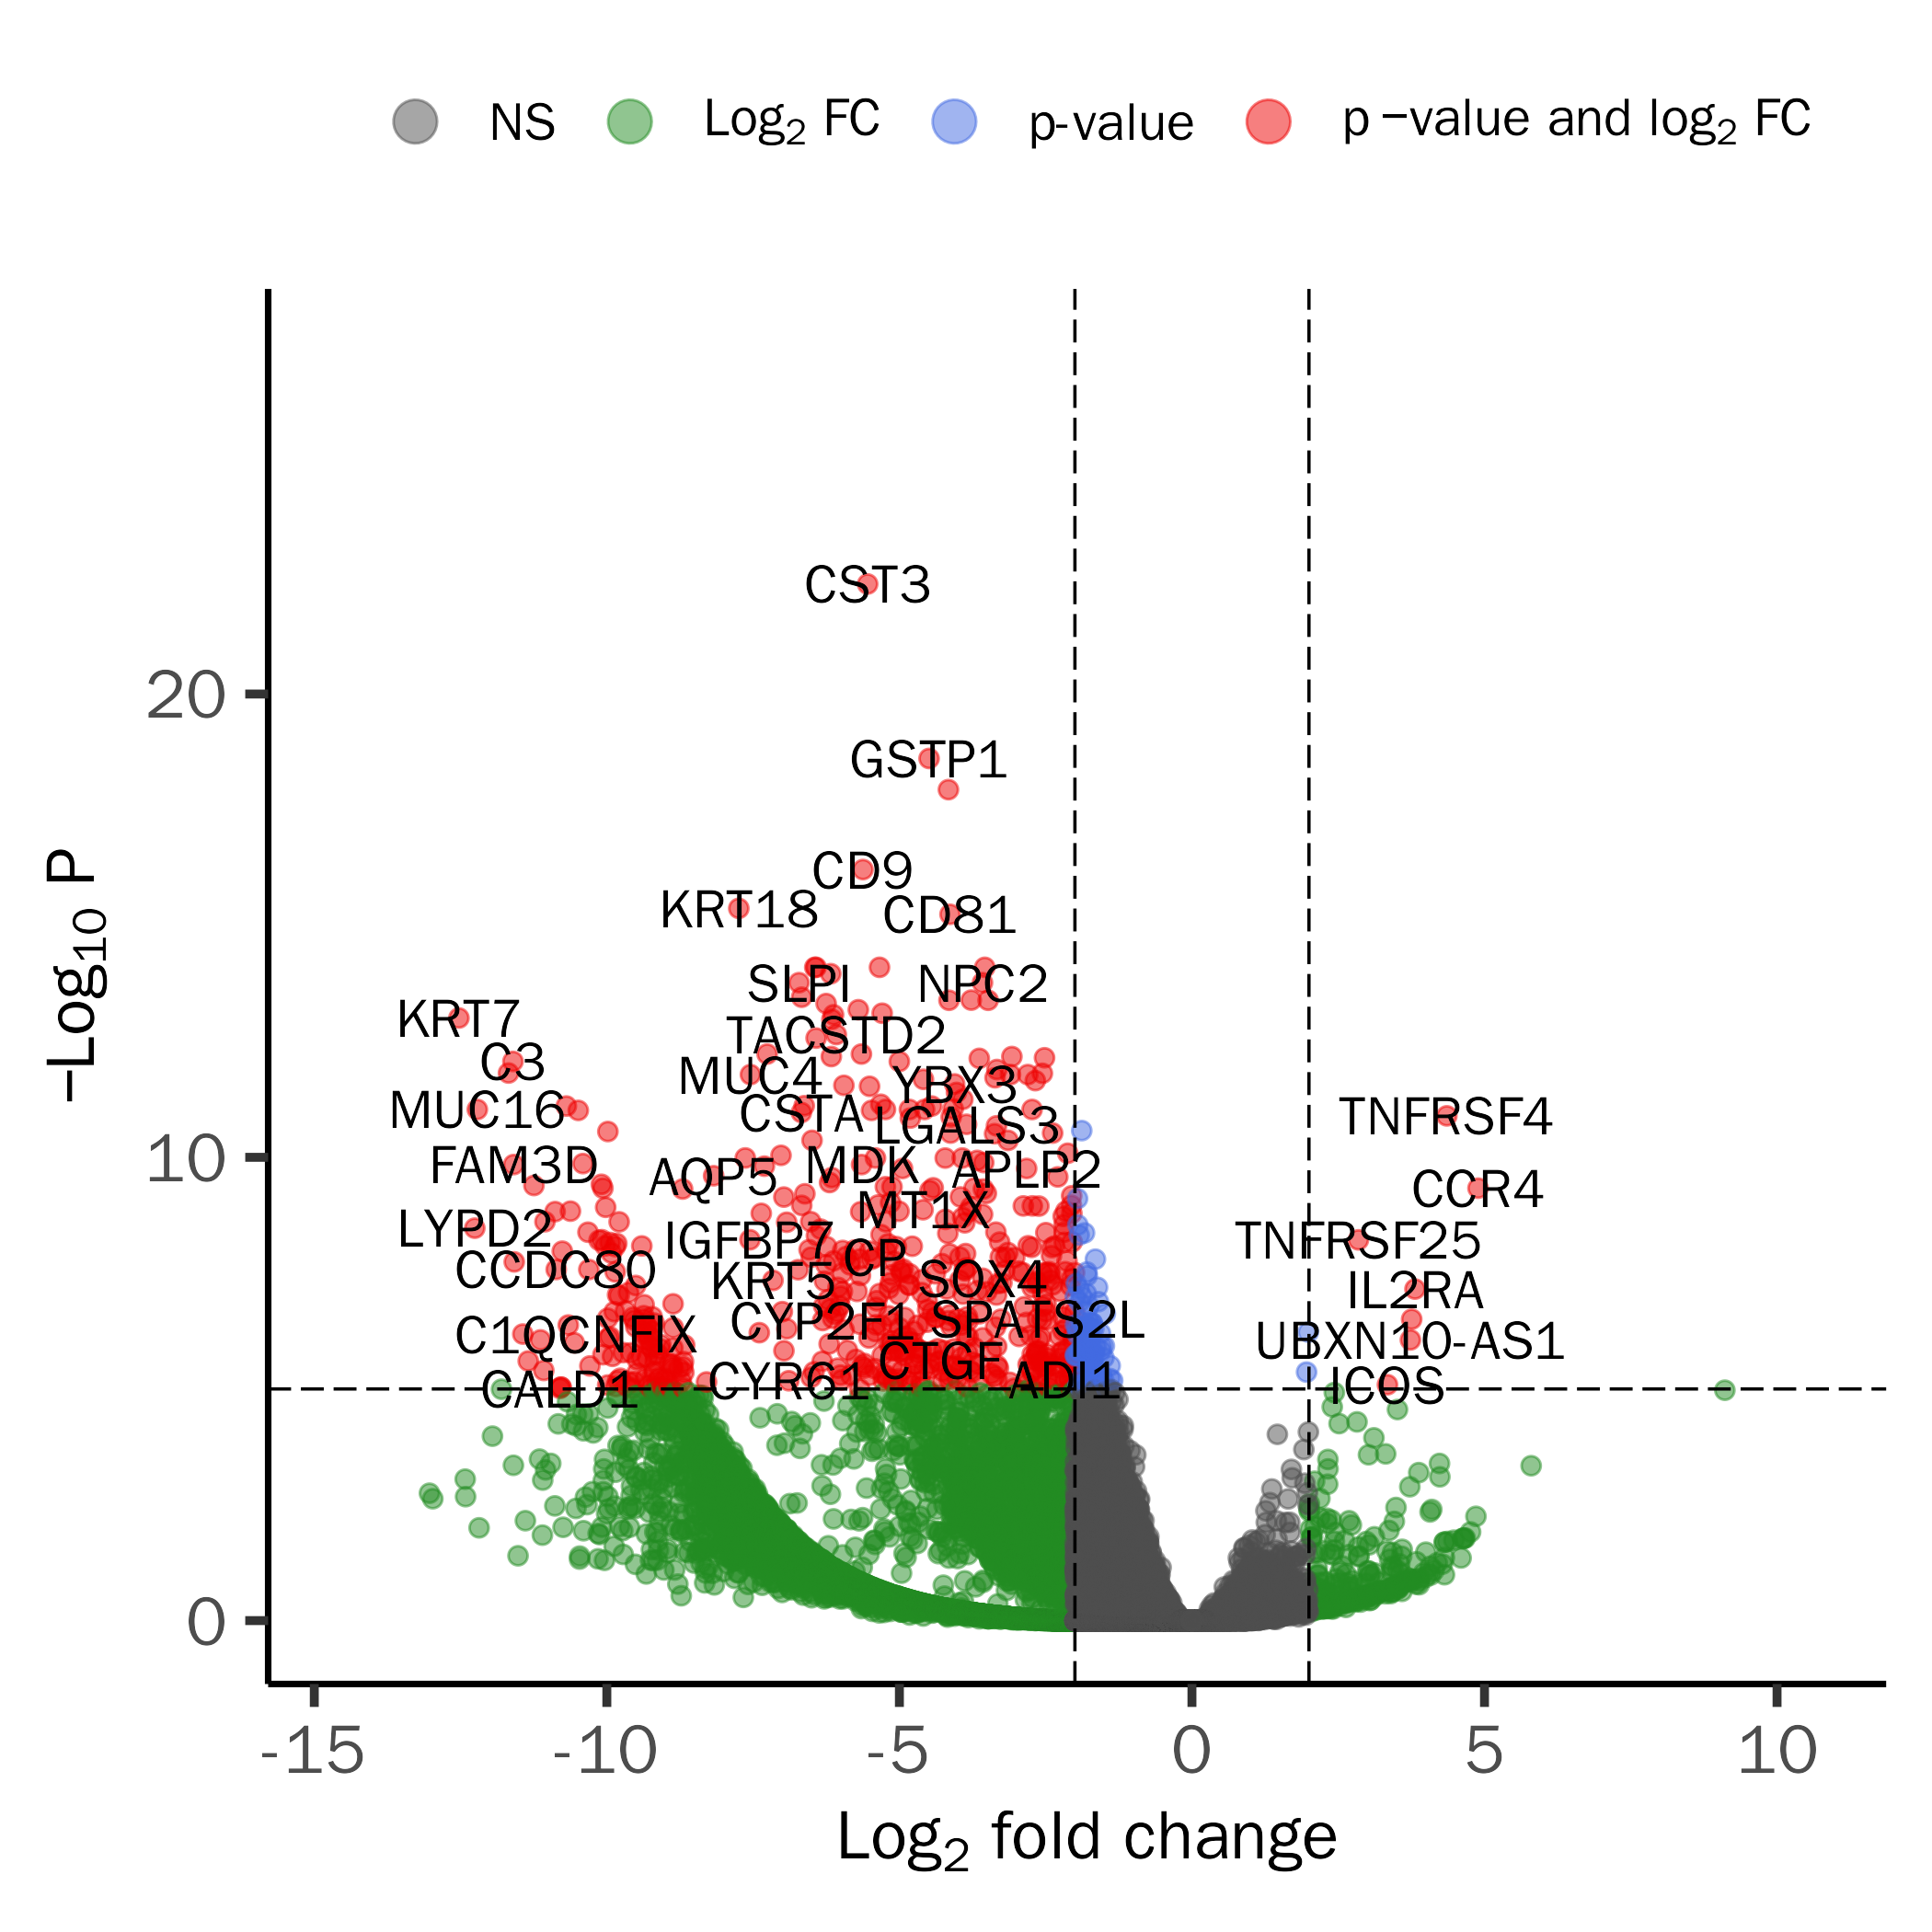 NS Log2 FC p-value p −value and log2 FC
CST3
20
GSTP1
CD9
KRT18 CD81
SLPI NPC2
KRT7
TACSTD2
C3
MUC4 YBX3
MUC16 CSTA LGALS3 TNFRSF4
10
FAM3D AQP5 MDK APLP2
CCR4
MT1X
LYPD2 IGFBP7 TNFRSF25
CP
CCDC80 KRT5 SOX4 IL2RA
C1QC NFIX CYP2F1 SPATS2L UBXN10-AS1
CTGF
CALD1 CYR61 ADI1 ICOS
0
−Log10 P
-15 -10 -5 0 5 10
Log2 fold change